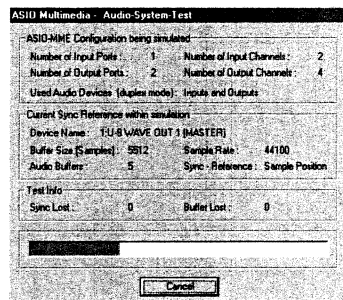 ASIO Multimedia - Audio-System-Test
ASIO-MME Configuration being simulated
Number of Input Ports : 1 Number of Input Channels : 2
Number of Output Ports : 2 Number of Output Channels : 4
Used Audio Devices (duplex mode) : Inputs and Outputs
Current Sync Reference within simulation
Device Name : 1:U-8 WAVE OUT 1 (MASTER)
Buffer Size (Samples) : 5512 Sample Rate : 44100
Audio Buffers : 5 Sync - Reference : Sample Position
Test Info
Sync Lost : 0 Buffer Lost : 0
Cancel